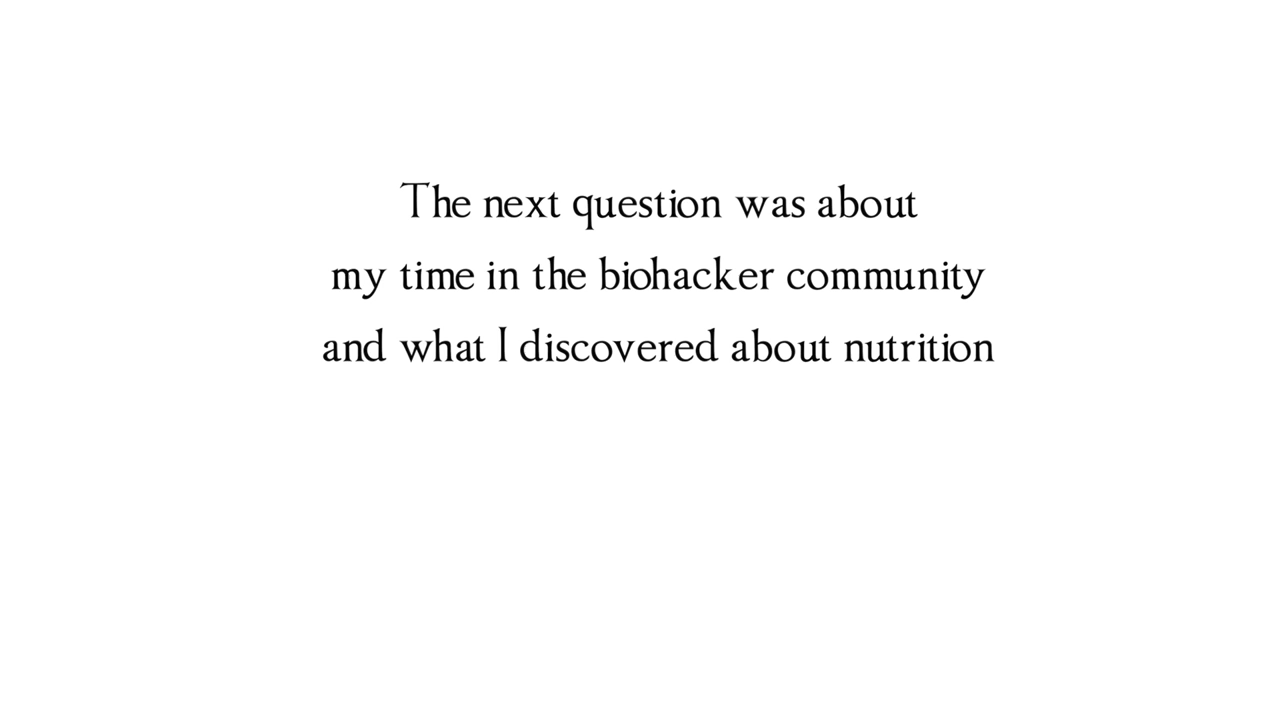 The next question was about
my time in the biohacker community
and what I discovered about nutrition